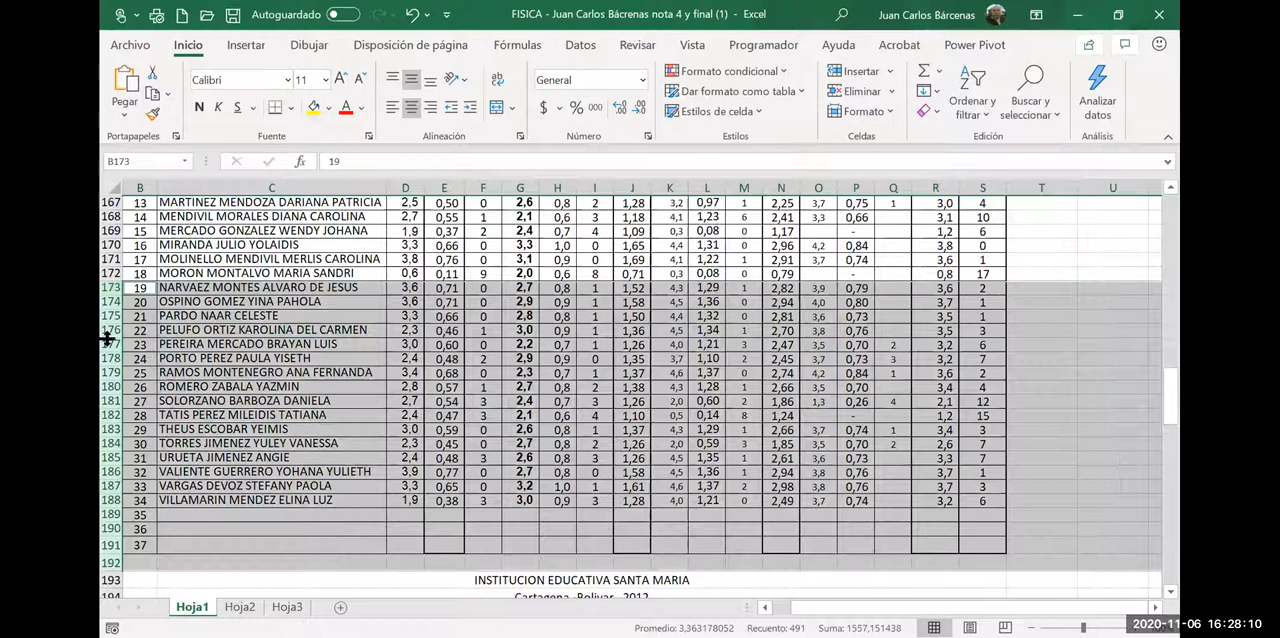 Autoguardado
FISICA - Juan Carlos Bácrenas nota 4 y final (1) - Excel
Juan Carlos Bárcenas
Archivo Inicio Insertar Dibujar Disposición de página Fórmulas Datos Revisar Vista Programador Ayuda Acrobat Power Pivot
Pegar
Calibri 11
N K S
General
$ % 000
Formato condicional
Dar formato como tabla
Estilos de celda
Insertar
Eliminar
Formato
Ordenar y filtrar
Buscar y seleccionar
Analizar datos
Portapapeles Fuente Alineación Número Estilos Celdas Edición Análisis
B173 fx 19
B C D E F G H I J K L M N O P Q R S T U
167 13 MARTINEZ MENDOZA DARIANA PATRICIA 2,5 0,50 0 2,6 0,8 2 1,28 3,2 0,97 1 2,25 3,7 0,75 1 3,0 4
168 14 MENDIVIL MORALES DIANA CAROLINA 2,7 0,55 1 2,1 0,6 3 1,18 4,1 1,23 6 2,41 3,3 0,66 3,1 10
169 15 MERCADO GONZALEZ WENDY JOHANA 1,9 0,37 2 2,4 0,7 4 1,09 0,3 0,08 0 1,17 - 1,2 6
170 16 MIRANDA JULIO YOLAIDIS 3,3 0,66 0 3,3 1,0 0 1,65 4,4 1,31 0 2,96 4,2 0,84 3,8 0
171 17 MOLINELLO MENDIVIL MERLIS CAROLINA 3,8 0,76 0 3,1 0,9 0 1,69 4,1 1,22 1 2,91 3,7 0,74 3,6 1
172 18 MORON MONTALVO MARIA SANDRI 0,6 0,11 9 2,0 0,6 8 0,71 0,3 0,08 0 0,79 - 0,8 17
173 19 NARVAEZ MONTES ALVARO DE JESUS 3,6 0,71 0 2,7 0,8 1 1,52 4,3 1,29 1 2,82 3,9 0,79 3,6 2
174 20 OSPINO GOMEZ YINA PAHOLA 3,6 0,71 0 2,9 0,9 1 1,58 4,5 1,36 0 2,94 4,0 0,80 3,7 1
175 21 PARDO NAAR CELESTE 3,3 0,66 0 2,8 0,8 1 1,50 4,4 1,32 0 2,81 3,6 0,73 3,5 1
176 22 PELUFO ORTIZ KAROLINA DEL CARMEN 2,3 0,46 1 3,0 0,9 1 1,36 4,5 1,34 1 2,70 3,8 0,76 3,5 3
177 23 PEREIRA MERCADO BRAYAN LUIS 3,0 0,60 0 2,2 0,7 1 1,26 4,0 1,21 3 2,47 3,5 0,70 2 3,2 6
178 24 PORTO PEREZ PAULA YISETH 2,4 0,48 2 2,9 0,9 0 1,35 3,7 1,10 2 2,45 3,7 0,73 3 3,2 7
179 25 RAMOS MONTENEGRO ANA FERNANDA 3,4 0,68 0 2,3 0,7 1 1,37 4,6 1,37 0 2,74 4,2 0,84 1 3,6 2
180 26 ROMERO ZABALA YAZMIN 2,8 0,57 1 2,7 0,8 2 1,38 4,3 1,28 1 2,66 3,5 0,70 3,4 4
181 27 SOLORZANO BARBOZA DANIELA 2,7 0,54 3 2,4 0,7 3 1,26 2,0 0,60 2 1,86 1,3 0,26 4 2,1 12
182 28 TATIS PEREZ MILEIDIS TATIANA 2,4 0,47 3 2,1 0,6 4 1,10 0,5 0,14 8 1,24 - 1,2 15
183 29 THEUS ESCOBAR YEIMIS 3,0 0,59 0 2,6 0,8 1 1,37 4,3 1,29 1 2,66 3,7 0,74 1 3,4 3
184 30 TORRES JIMENEZ YULEY VANESSA 2,3 0,45 0 2,7 0,8 2 1,26 2,0 0,59 3 1,85 3,5 0,70 2 2,6 7
185 31 URUETA JIMENEZ ANGIE 2,4 0,48 3 2,6 0,8 3 1,26 4,5 1,35 1 2,61 3,6 0,73 3,3 7
186 32 VALIENTE GUERRERO YOHANA YULIETH 3,9 0,77 0 2,7 0,8 0 1,58 4,5 1,36 1 2,94 3,8 0,76 3,7 1
187 33 VARGAS DEVOZ STEFANY PAOLA 3,3 0,65 0 3,2 1,0 1 1,61 4,6 1,37 2 2,98 3,8 0,76 3,7 3
188 34 VILLAMARIN MENDEZ ELINA LUZ 1,9 0,38 3 3,0 0,9 3 1,28 4,0 1,21 0 2,49 3,7 0,74 3,2 6
189 35
190 36
191 37
192
193 INSTITUCION EDUCATIVA SANTA MARIA
194 Cartagena - Bolivar - 2012
Hoja1 Hoja2 Hoja3
Promedio: 3,363178052 Recuento: 491 Suma: 1557,151438
2020-11-06 16:28:10